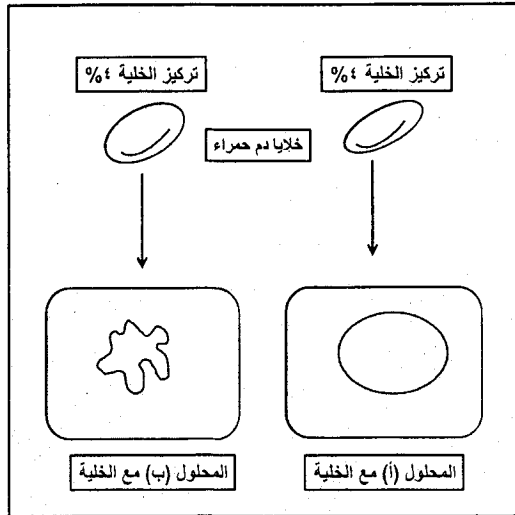 تركيز الخلية ٤%
تركيز الخلية ٤%
خلايا دم حمراء
المحلول (أ) مع الخلية
المحلول (ب) مع الخلية